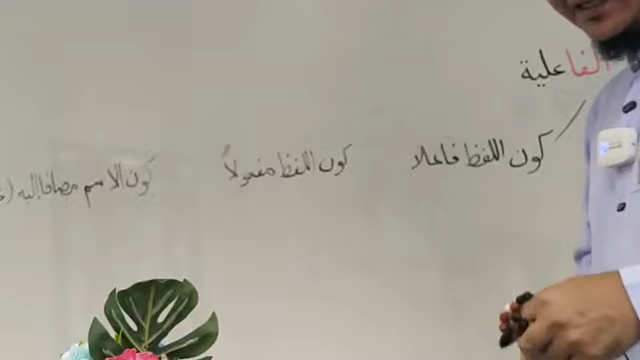 الفاعلية
كون اللفظ فاعلا كون اللفظ مفعولاً كون الاسم مضافا إليه